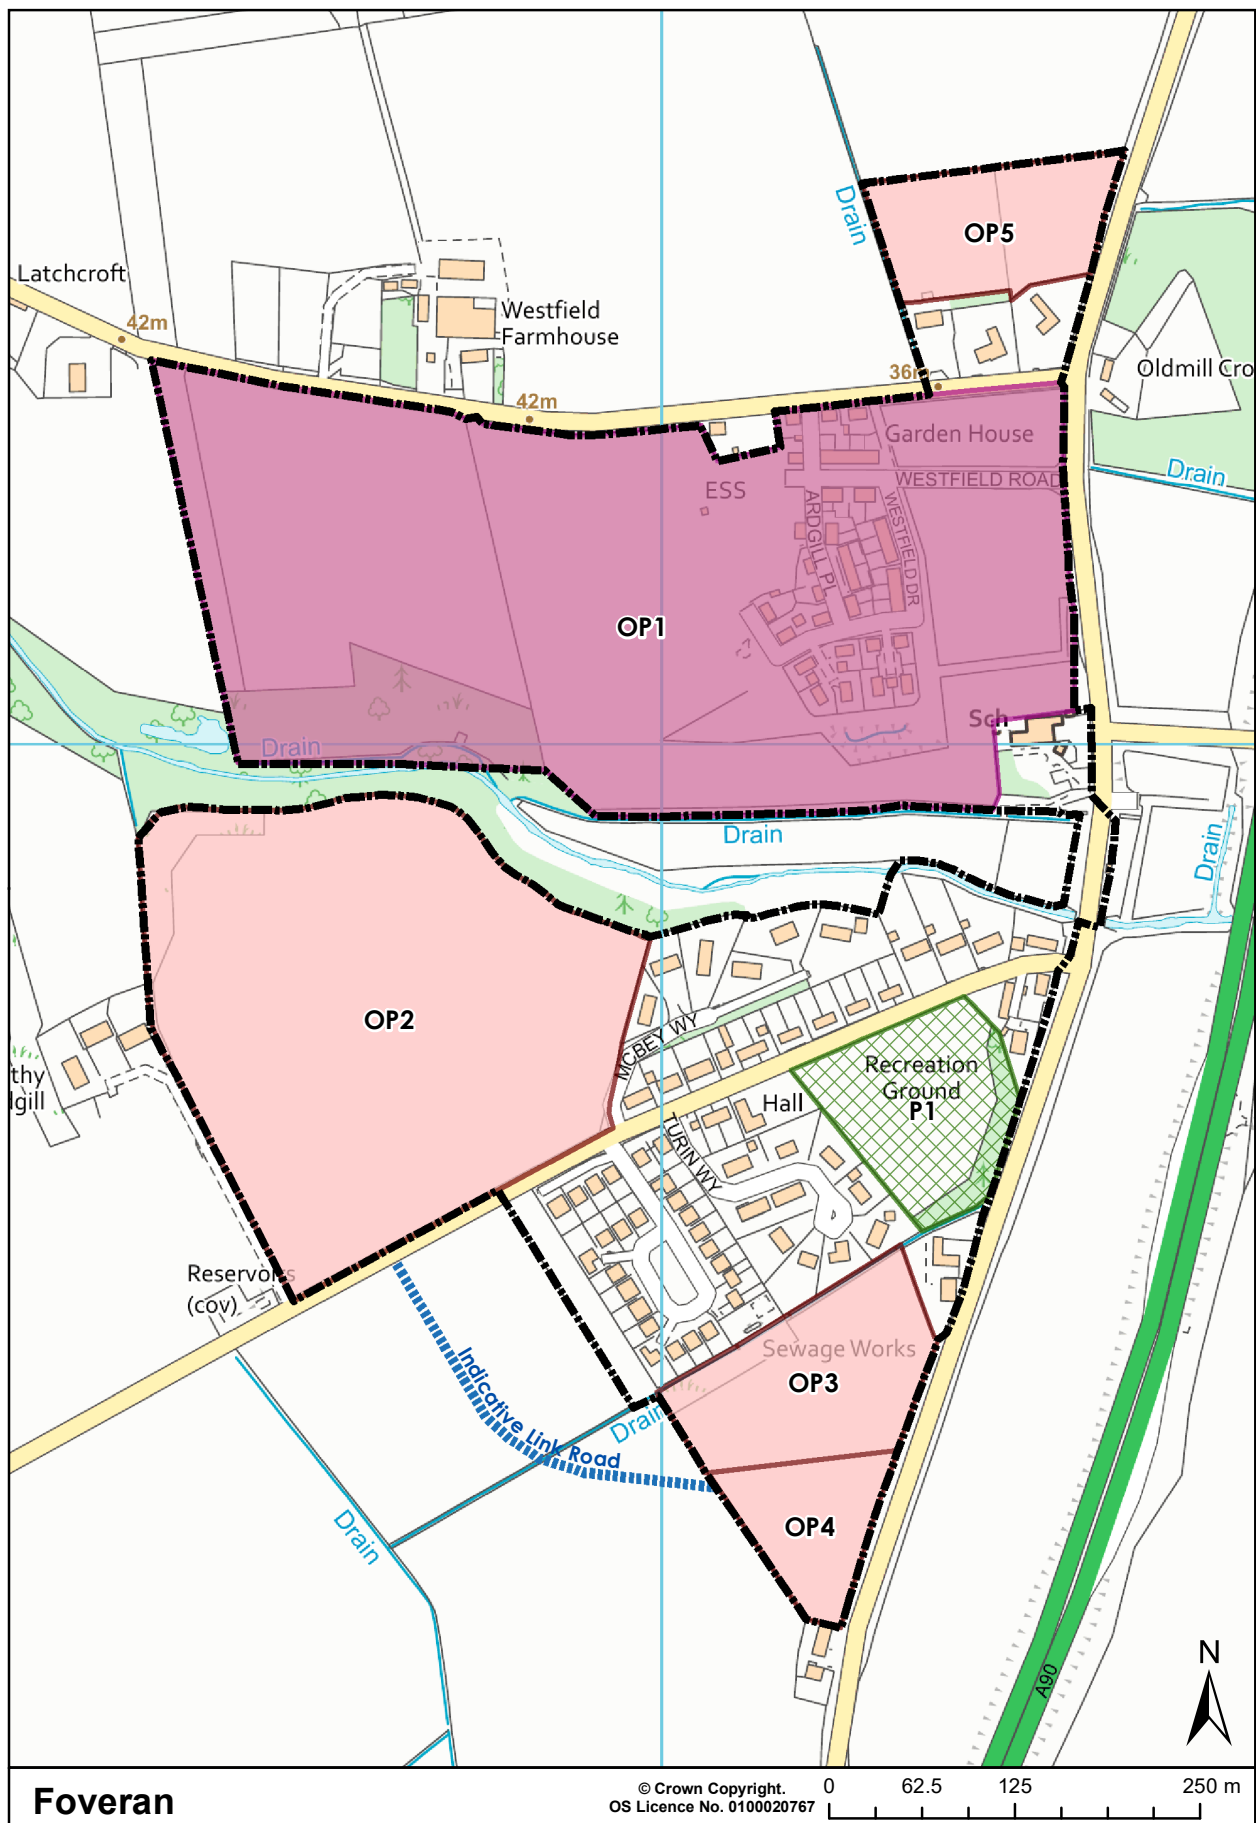 Drain
OP5
Latchcroft
42m
Westfield
Farmhouse
36m
Oldmill Cro
42m
Garden House
Drain
WESTFIELD ROAD
ESS
ARDGILL PL
WESTFIELD DR
OP1
Sch
Drain
Drain
Drain
OP2
MCBEY WY
Recreation
Ground
P1
Hall
thy
lgill
TURIN WY
Reservoirs
(cov)
Sewage Works
OP3
Indicative Link Road
Drain
OP4
Drain
A90
N
Foveran
© Crown Copyright.
OS Licence No. 0100020767
0 62.5 125 250 m